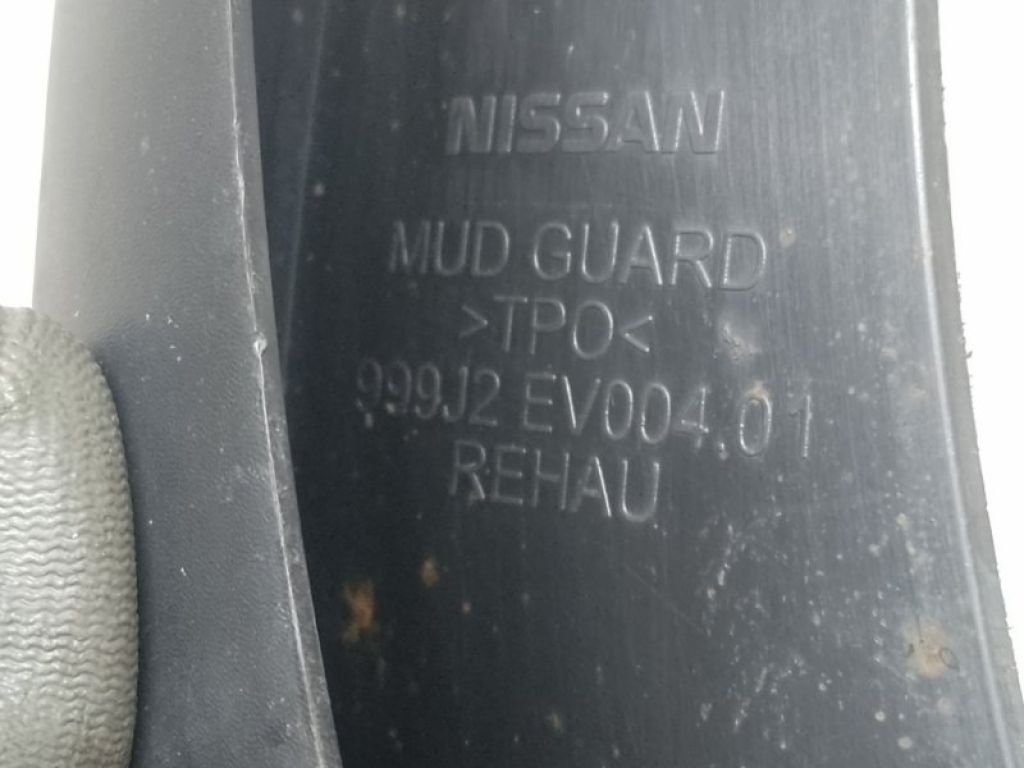 NISSAN
MUD GUARD
>TPO<
999J2 EV004.01
REHAU